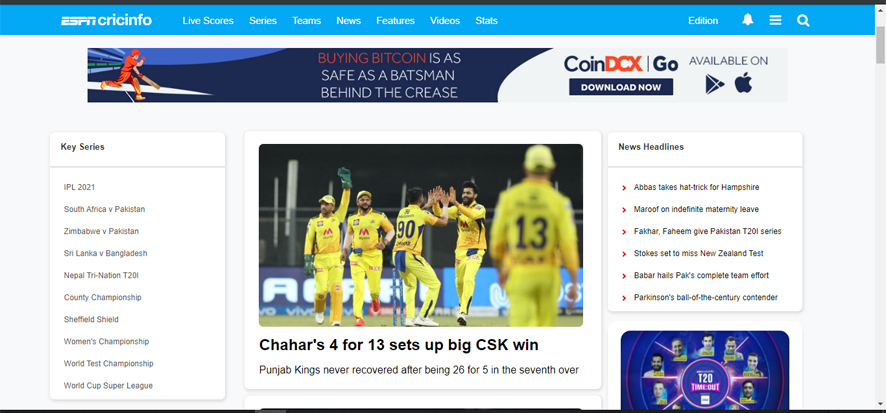 ESPN cricinfo
Live Scores
Series
Teams
News
Features
Videos
Stats
Edition
BUYING BITCOIN IS AS
SAFE AS A BATSMAN
BEHIND THE CREASE
CoinDCX | Go
DOWNLOAD NOW
AVAILABLE ON
Key Series
IPL 2021
South Africa v Pakistan
Zimbabwe v Pakistan
Sri Lanka v Bangladesh
Nepal Tri-Nation T20I
County Championship
Sheffield Shield
Women's Championship
World Test Championship
World Cup Super League
90
13
vivo
Chahar's 4 for 13 sets up big CSK win
Punjab Kings never recovered after being 26 for 5 in the seventh over
News Headlines
Abbas takes hat-trick for Hampshire
Maroof on indefinite maternity leave
Fakhar, Faheem give Pakistan T20I series
Stokes set to miss New Zealand Test
Babar hails Pak's complete team effort
Parkinson's ball-of-the-century contender
T20
TIME:OUT